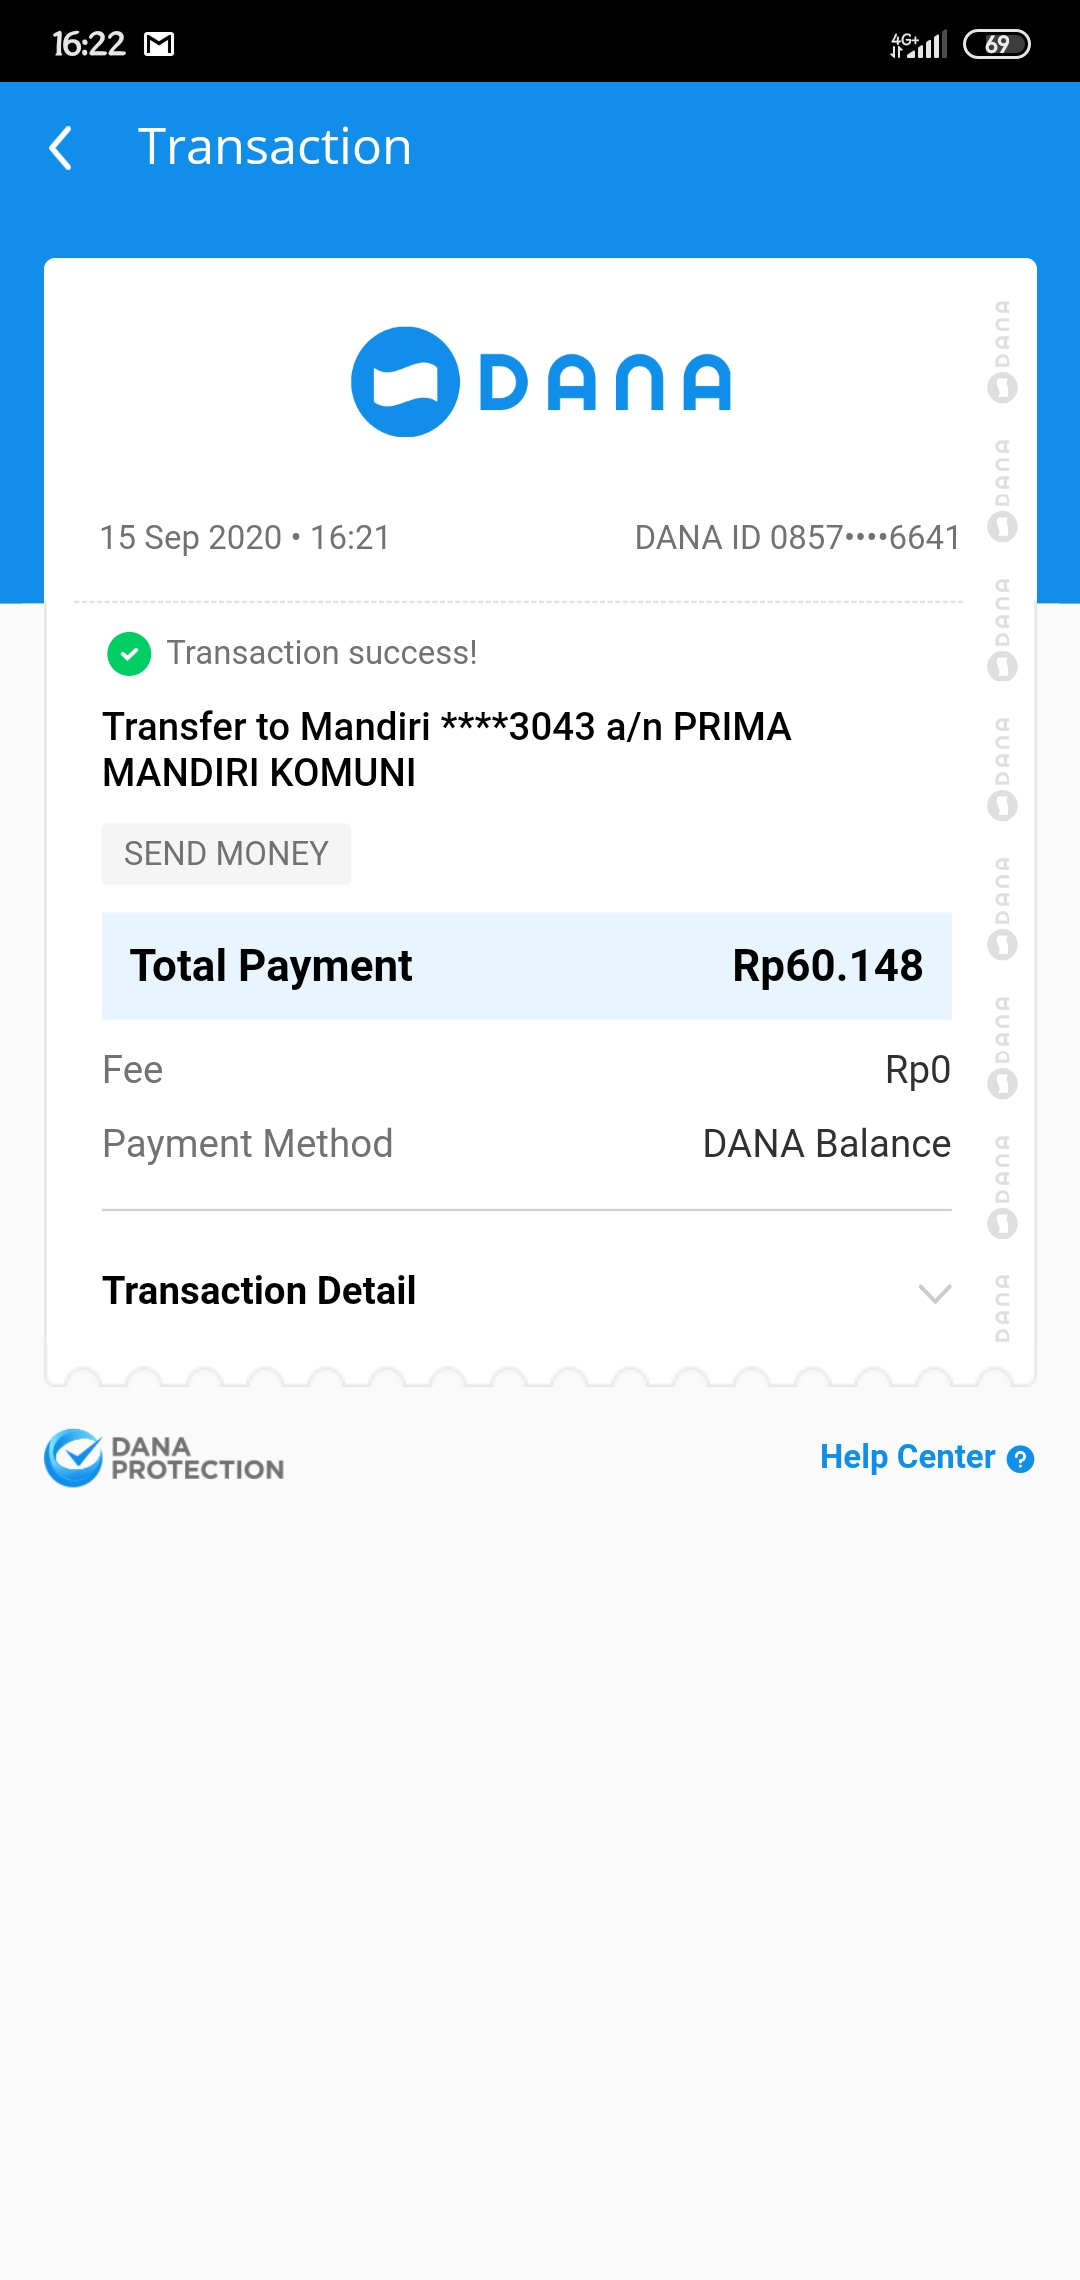 16:22
4G+
69
Transaction
DANA
15 Sep 2020 • 16:21
DANA ID 0857••••6641
Transaction success!
Transfer to Mandiri ****3043 a/n PRIMA
MANDIRI KOMUNI
SEND MONEY
Total Payment
Rp60.148
Fee
Rp0
Payment Method
DANA Balance
Transaction Detail
DANA
DANA
DANA
DANA
DANA
DANA
DANA
DANA
DANA
PROTECTION
Help Center ?